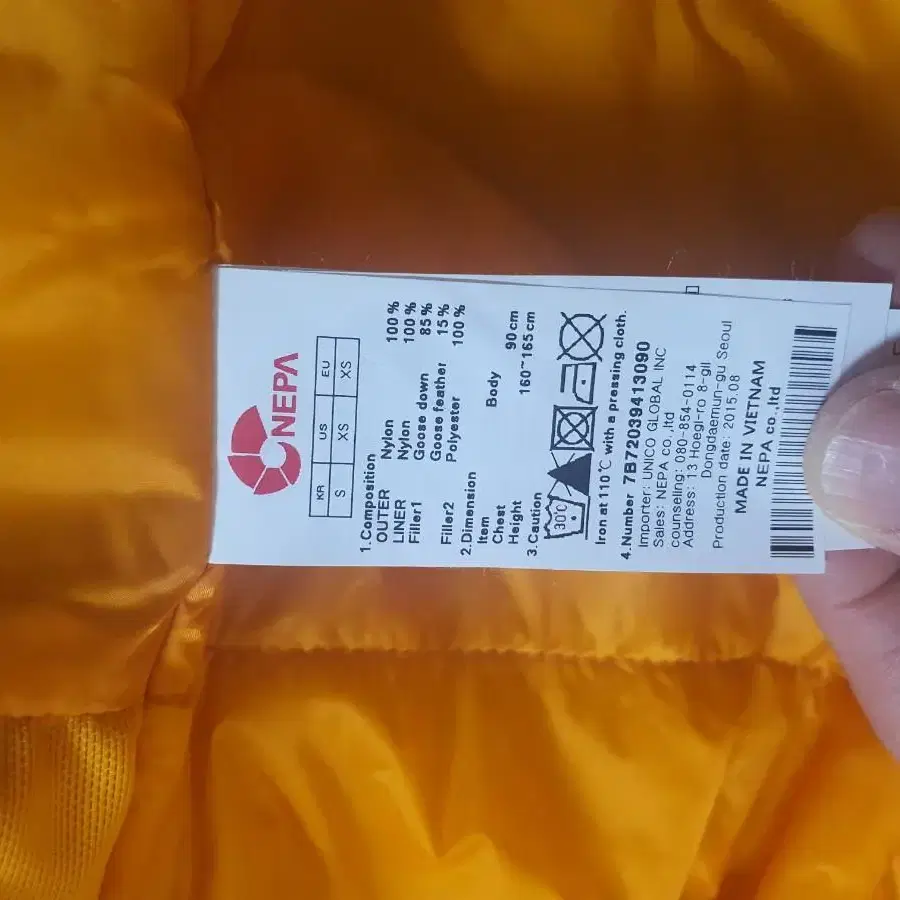 NEPA
KR US EU
S XS XS
1.Composition
OUTER Nylon 100%
LINER Nylon 100%
Filler1 Goose down 85%
Goose feather 15%
Filler2 Polyester 100%
2.Dimension
Item Body
Chest 90cm
Height 160~165cm
3.Caution
30℃
Iron at 110℃ with a pressing cloth.
4.Number 7B72039413090
Importer: UNICO GLOBAL INC
Sales: NEPA co.,ltd
counseling: 080-854-0114
Address: 13 Hoegi-ro 8-gil
Dongdaemun-gu Seoul
Production date: 2015.08
MADE IN VIETNAM
NEPA co.,ltd